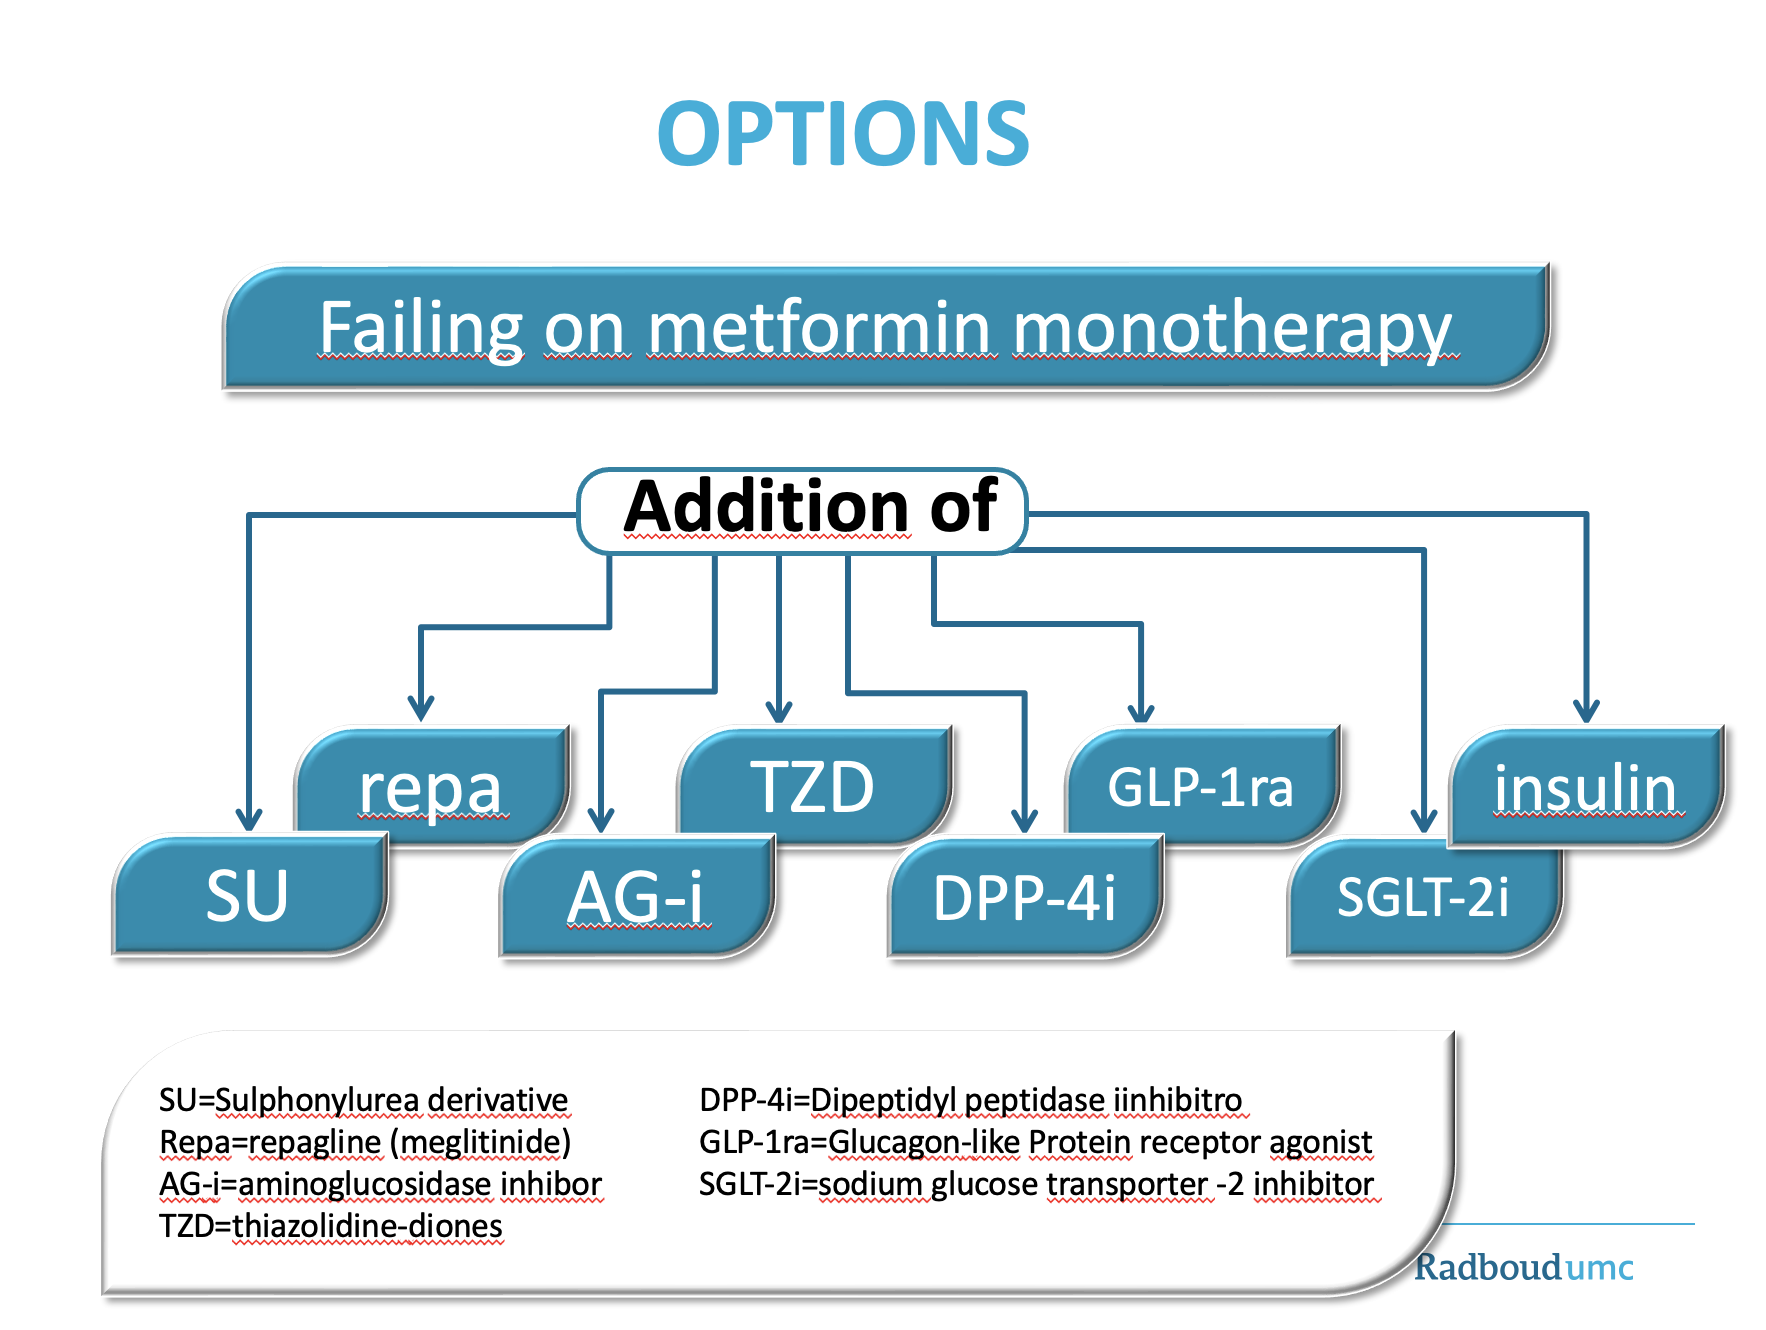 OPTIONS
Failing on metformin monotherapy
Addition of
repa
TZD
GLP-1ra
insulin
SU
AG-i
DPP-4i
SGLT-2i
SU=Sulphonylurea derivative
Repa=repagline (meglitinide)
AG-i=aminoglucosidase inhibor
TZD=thiazolidine-diones
DPP-4i=Dipeptidyl peptidase iinhibitro
GLP-1ra=Glucagon-like Protein receptor agonist
SGLT-2i=sodium glucose transporter -2 inhibitor
Radboudumc